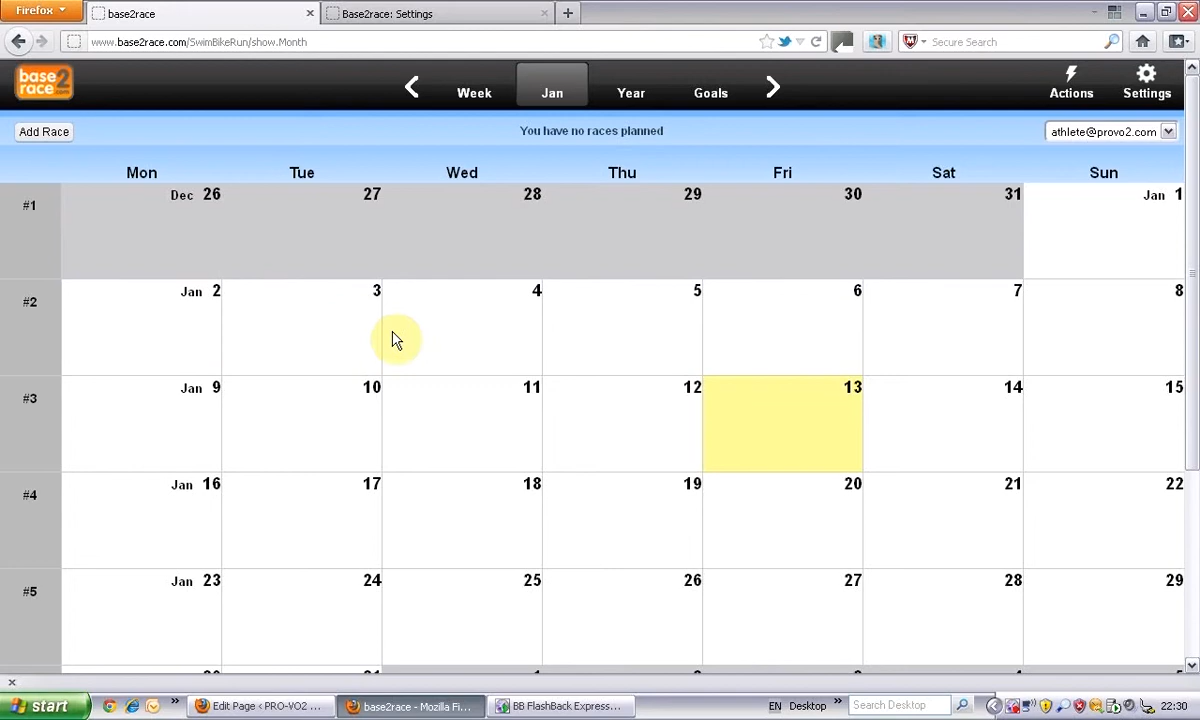 Firefox
base2race
Base2race: Settings
www.base2race.com/SwimBikeRun/show.Month
Secure Search
base2
race.com
Week
Jan
Year
Goals
Actions
Settings
Add Race
You have no races planned
athlete@provo2.com
Mon Tue Wed Thu Fri Sat Sun
#1 Dec 26 27 28 29 30 31 Jan 1
#2 Jan 2 3 4 5 6 7 8
#3 Jan 9 10 11 12 13 14 15
#4 Jan 16 17 18 19 20 21 22
#5 Jan 23 24 25 26 27 28 29
start
Edit Page < PRO-VO2 ...
base2race - Mozilla Fi...
BB FlashBack Express...
EN
Desktop
Search Desktop
22:30